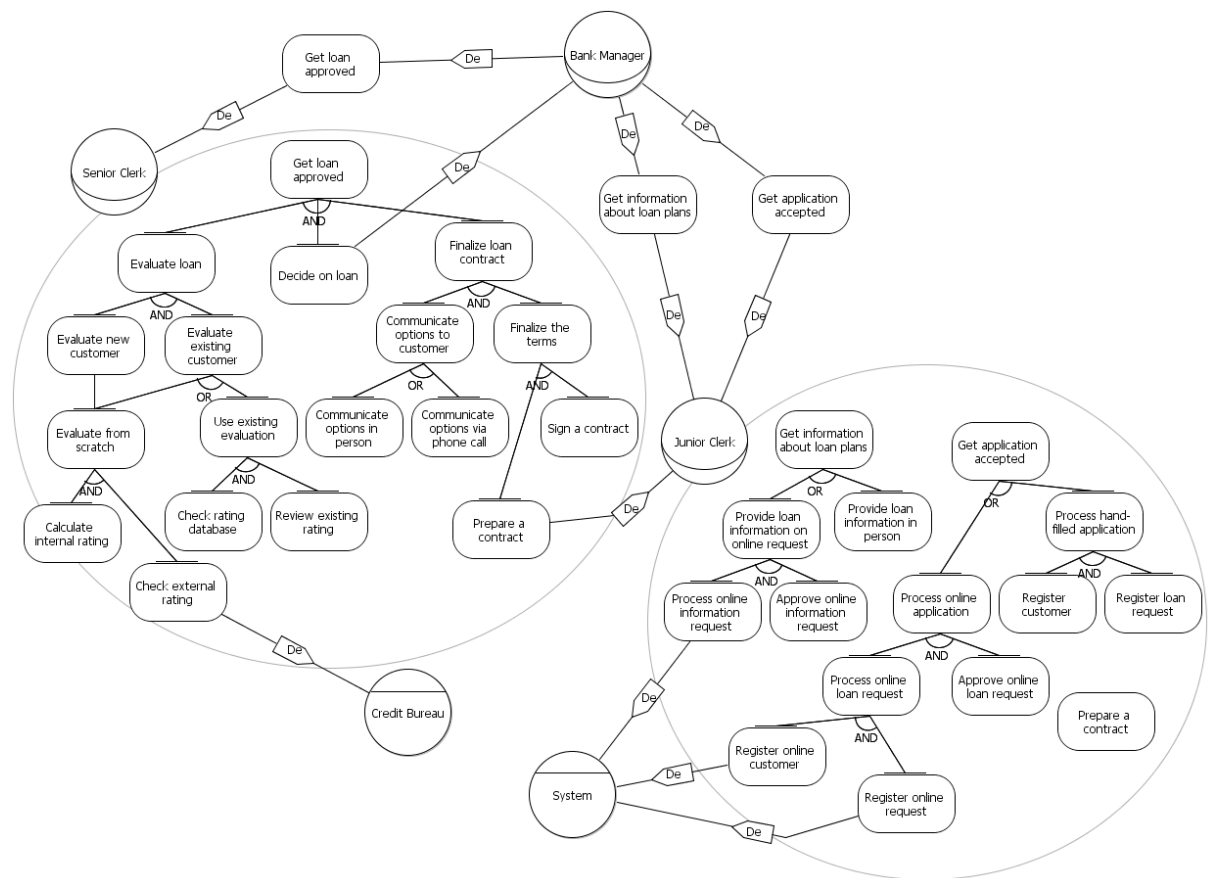 Get loan
approved
De
Bank Manager
De
De
De
Senior Clerk
Get loan
approved
De
Get information
about loan plans
Get application
accepted
AND
Evaluate loan
Decide on loan
Finalize loan
contract
AND
AND
De
De
Evaluate new
customer
Evaluate
existing
customer
Communicate
options to
customer
Finalize the
terms
OR
OR
AND
Evaluate from
scratch
Use existing
evaluation
Communicate
options in
person
Communicate
options via
phone call
Sign a contract
Junior Clerk
Get information
about loan plans
Get application
accepted
AND
AND
OR
OR
Calculate
internal rating
Check rating
database
Review existing
rating
Prepare a
contract
De
Provide loan
information on
online request
Provide loan
information in
person
Process hand-
filled application
AND
AND
Check external
rating
Process online
information
request
Approve online
information
request
Process online
application
Register
customer
Register loan
request
De
AND
De
Process online
loan request
Approve online
loan request
Credit Bureau
Prepare a
contract
AND
Register online
customer
De
System
Register online
request
De